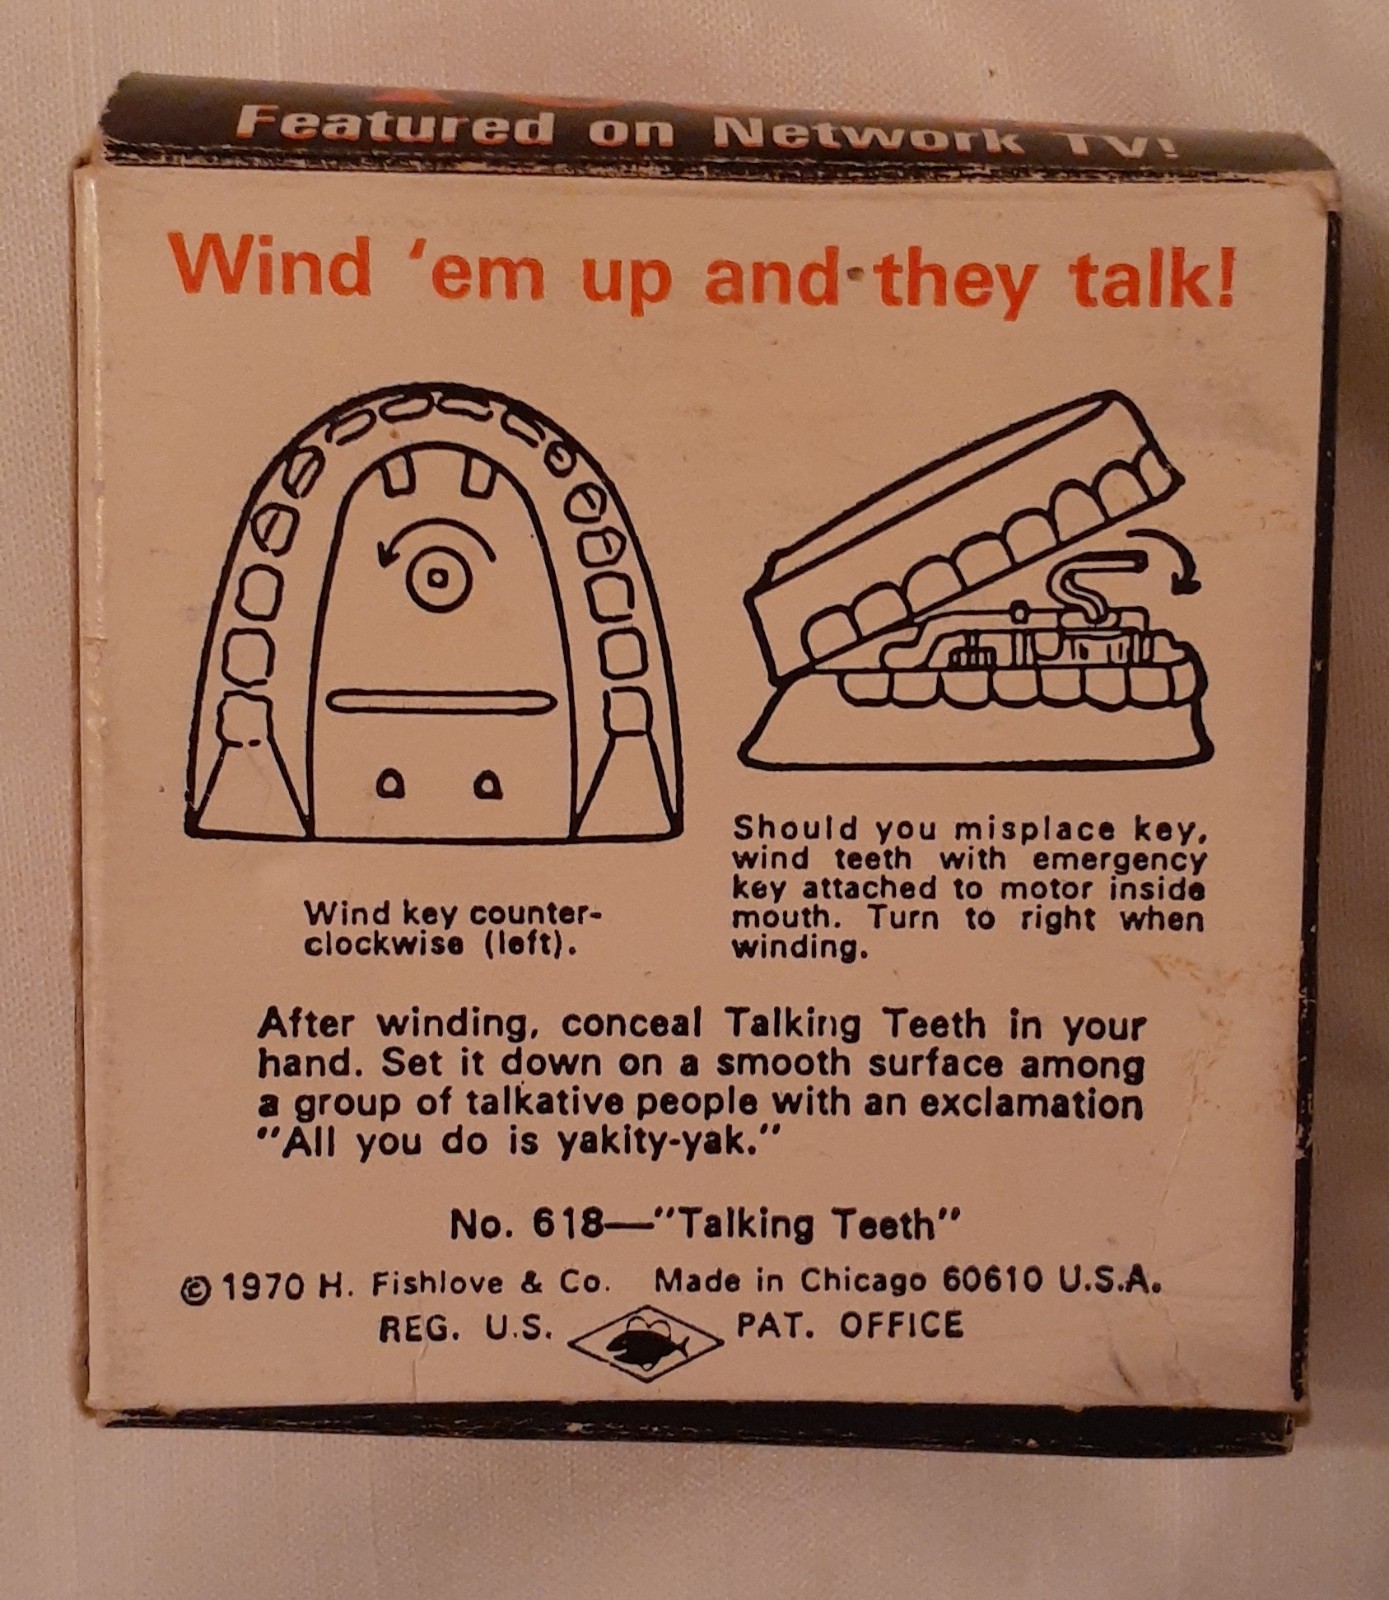 Featured on Network TV!
Wind 'em up and they talk!
Wind key counter-
clockwise (left).
Should you misplace key,
wind teeth with emergency
key attached to motor inside
mouth. Turn to right when
winding.
After winding, conceal Talking Teeth in your
hand. Set it down on a smooth surface among
a group of talkative people with an exclamation
"All you do is yakity-yak."
No. 618—"Talking Teeth"
© 1970 H. Fishlove & Co. Made in Chicago 60610 U.S.A.
REG. U.S. PAT. OFFICE